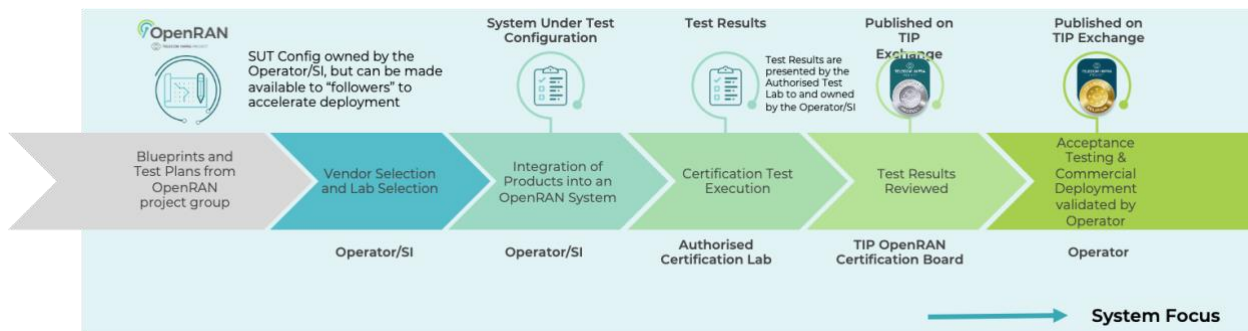 OpenRAN
TELECOM INFRA PROJECT
SUT Config owned by the
Operator/SI, but can be made
available to “followers” to
accelerate deployment
System Under Test
Configuration
Test Results
Test Results are
presented by the
Authorised Test
Lab to and owned
by the Operator/SI
Published on
TIP
Exchange
Published on
TIP Exchange
Blueprints and
Test Plans from
OpenRAN
project group
Vendor Selection
and Lab Selection
Integration of
Products into an
OpenRAN System
Certification Test
Execution
Test Results
Reviewed
Acceptance
Testing &
Commercial
Deployment
validated by
Operator
Operator/SI
Operator/SI
Authorised
Certification Lab
TIP OpenRAN
Certification Board
Operator
System Focus